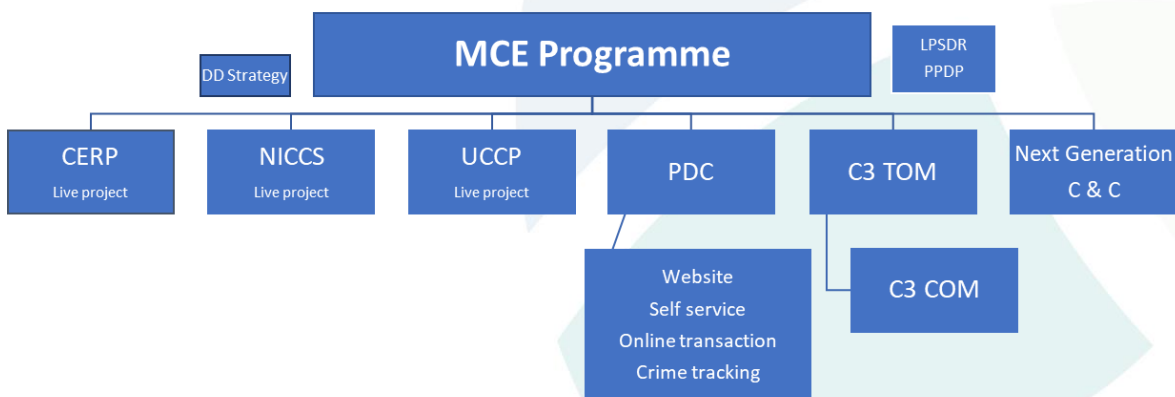 MCE Programme
DD Strategy
LPSDR
PPDP
CERP
Live project
NICCS
Live project
UCCP
Live project
PDC
C3 TOM
Next Generation
C & C
Website
Self service
Online transaction
Crime tracking
C3 COM